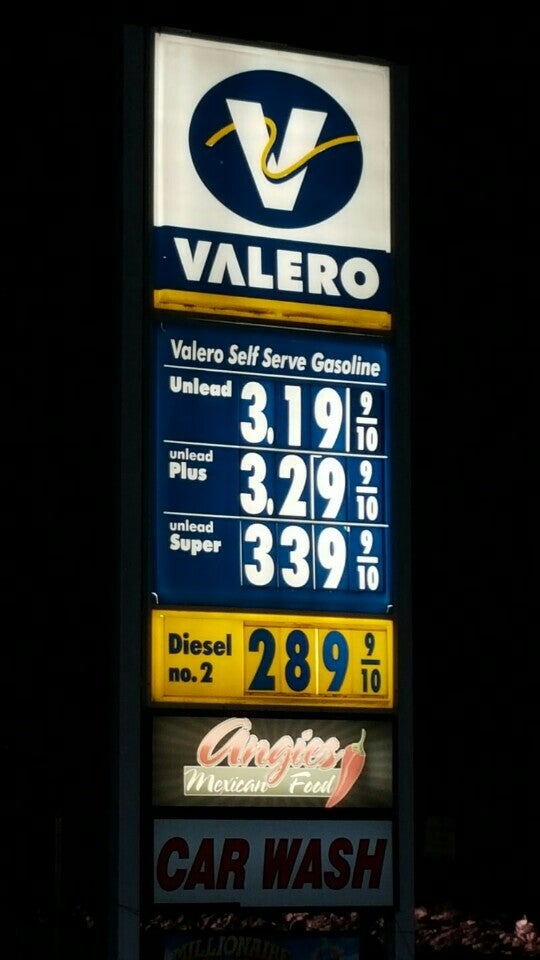 V
VALERO
Valero Self Serve Gasoline
Unlead 3.19 9/10
unlead
Plus 3.29 9/10
unlead
Super 339 9/10
Diesel
no. 2 289 9/10
Angies
Mexican Food
CAR WASH
MILLIONAIRE